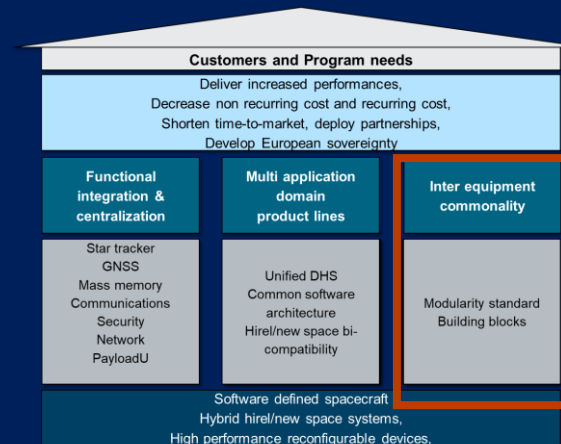 Customers and Program needs
Deliver increased performances,
Decrease non recurring cost and recurring cost,
Shorten time-to-market, deploy partnerships,
Develop European sovereignty
Functional
integration &
centralization
Multi application
domain
product lines
Inter equipment
commonality
Star tracker
GNSS
Mass memory
Communications
Security
Network
PayloadU
Unified DHS
Common software
architecture
Hirel/new space bi-
compatibility
Modularity standard
Building blocks
Software defined spacecraft
Hybrid hirel/new space systems,
High performance reconfigurable devices,